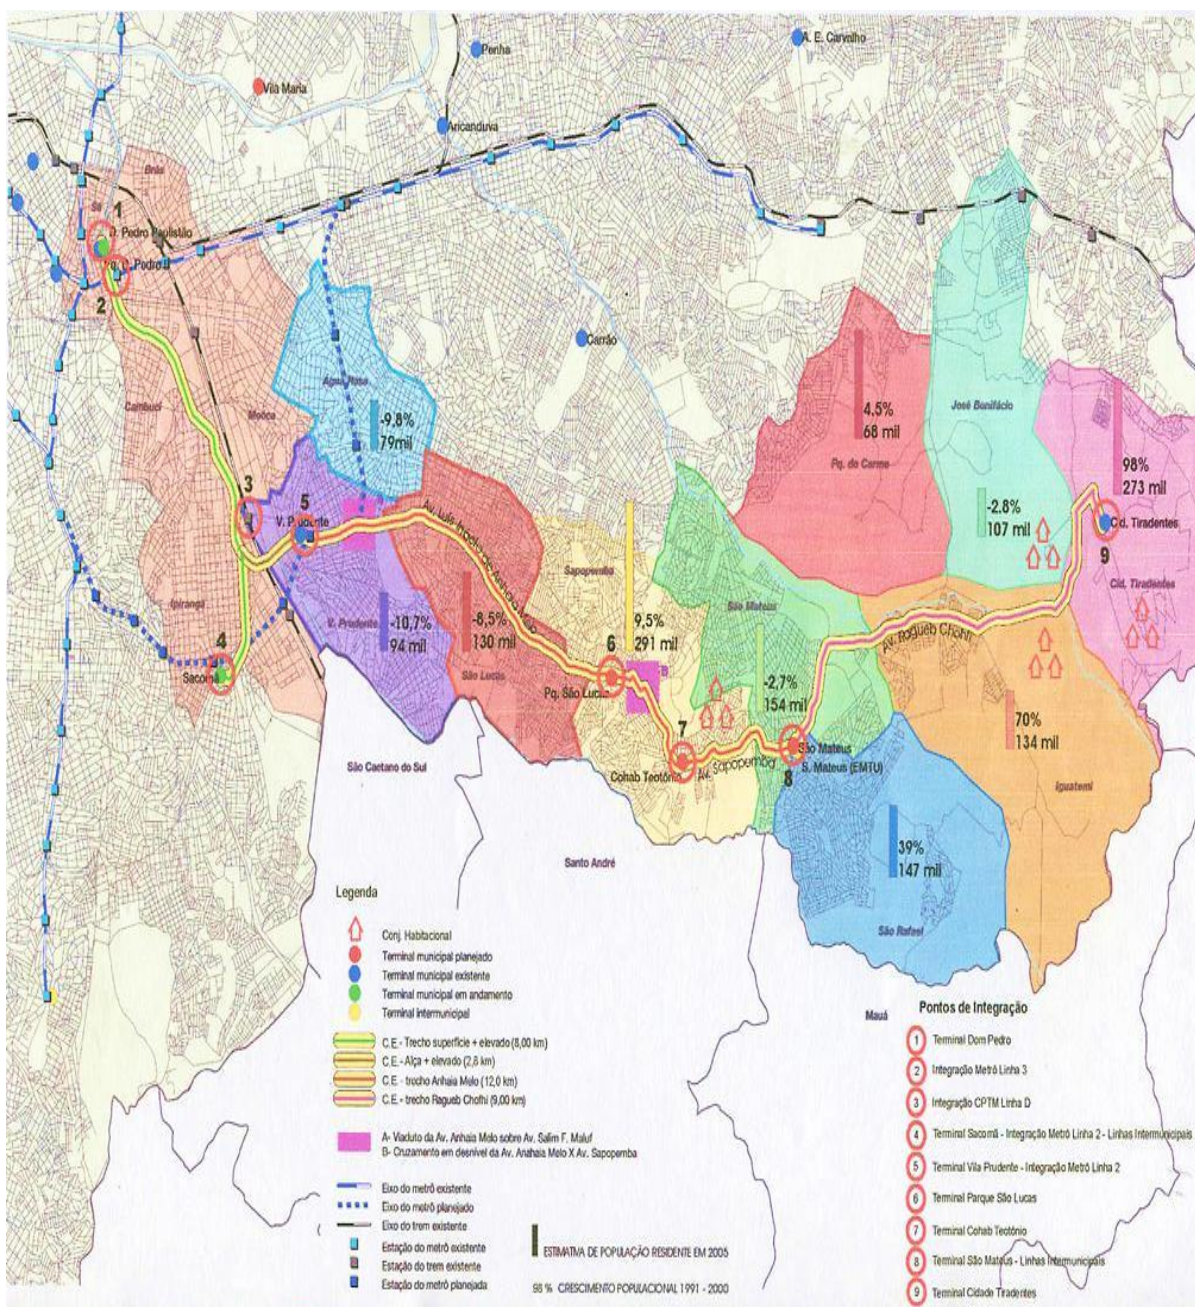 Penha
A. E. Carvalho
Vila Maria
Aricanduva
Brás
Sé
1
D. Pedro Paulistão
Pq. D. Pedro
2
Carrão
Cambuci
Moóca
Água Rasa
-9,8%
79mil
4.5%
68 mil
Pq. do Carmo
José Bonifácio
-2.8%
107 mil
98%
273 mil
Cid. Tiradentes
9
Cid. Tiradentes
3
5
V. Prudente
Av. Luís Inácio de Anhaia Melo
Sapopemba
9,5%
291 mil
São Mateus
-2,7%
154 mil
Av. Ragueb Chohfi
Ipiranga
4
Sacomã
V. Prudente
-10,7%
94 mil
-8,5%
130 mil
São Lucas
6
Pq. São Lucas
B
7
Cohab Teotônio
Av. Sapopemba
8
São Mateus
S. Mateus (EMTU)
70%
134 mil
Iguatemi
39%
147 mil
São Rafael
São Caetano do Sul
Santo André
Mauá
Legenda
Conj. Habitacional
Terminal municipal planejado
Terminal municipal existente
Terminal municipal em andamento
Terminal intermunicipal
C.E.- Trecho superfície + elevado (8,00 km)
C.E.- Alça + elevado (2,8 km)
C.E. - trecho Anhaia Melo (12,0 km)
C.E. - trecho Ragueb Chofhi (9,00 km)
A- Viaduto da Av. Anhaia Melo sobre Av. Salim F. Maluf
B- Cruzamento em desnível da Av. Anahaia Melo X Av. Sapopemba
Eixo do metrô existente
Eixo do metrô planejado
Eixo do trem existente
Estação do metrô existente
Estação do trem existente
Estação do metrô planejada
ESTIMATIVA DE POPULAÇÃO RESIDENTE EM 2005
98 % CRESCIMENTO POPULACIONAL 1991 - 2000
Pontos de Integração
1 Terminal Dom Pedro
2 Integração Metrô Linha 3
3 Integração CPTM Linha D
4 Terminal Sacomã - Integração Metrô Linha 2 - Linhas Intermunicipais
5 Terminal Vila Prudente - Integração Metrô Linha 2
6 Terminal Parque São Lucas
7 Terminal Cohab Teotônio
8 Terminal São Mateus - Linhas Intermunicipais
9 Terminal Cidade Tiradentes